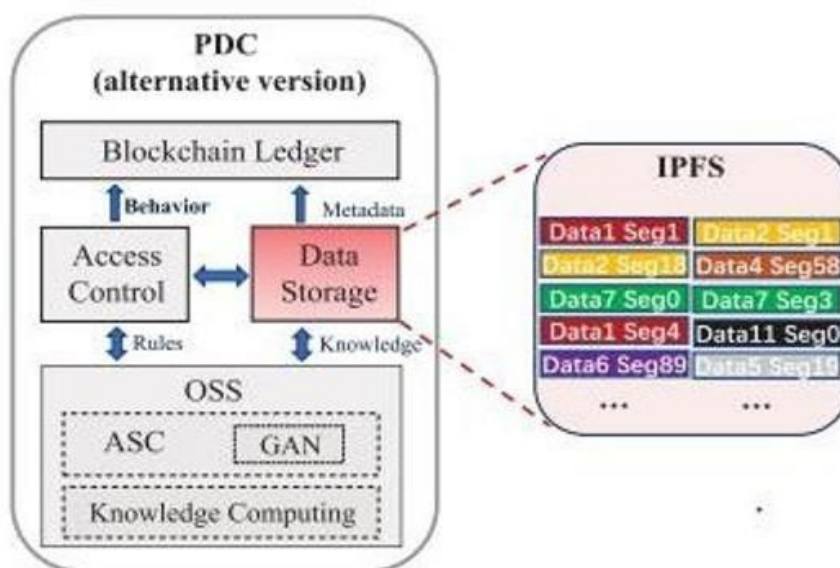 PDC
(alternative version)
Blockchain Ledger
Behavior
Metadata
Access
Control
Data
Storage
Rules
Knowledge
OSS
ASC
GAN
Knowledge Computing
IPFS
Data1 Seg1
Data2 Seg1
Data2 Seg18
Data4 Seg58
Data7 Seg0
Data7 Seg3
Data1 Seg4
Data11 Seg0
Data6 Seg89
Data5 Seg19
...
...